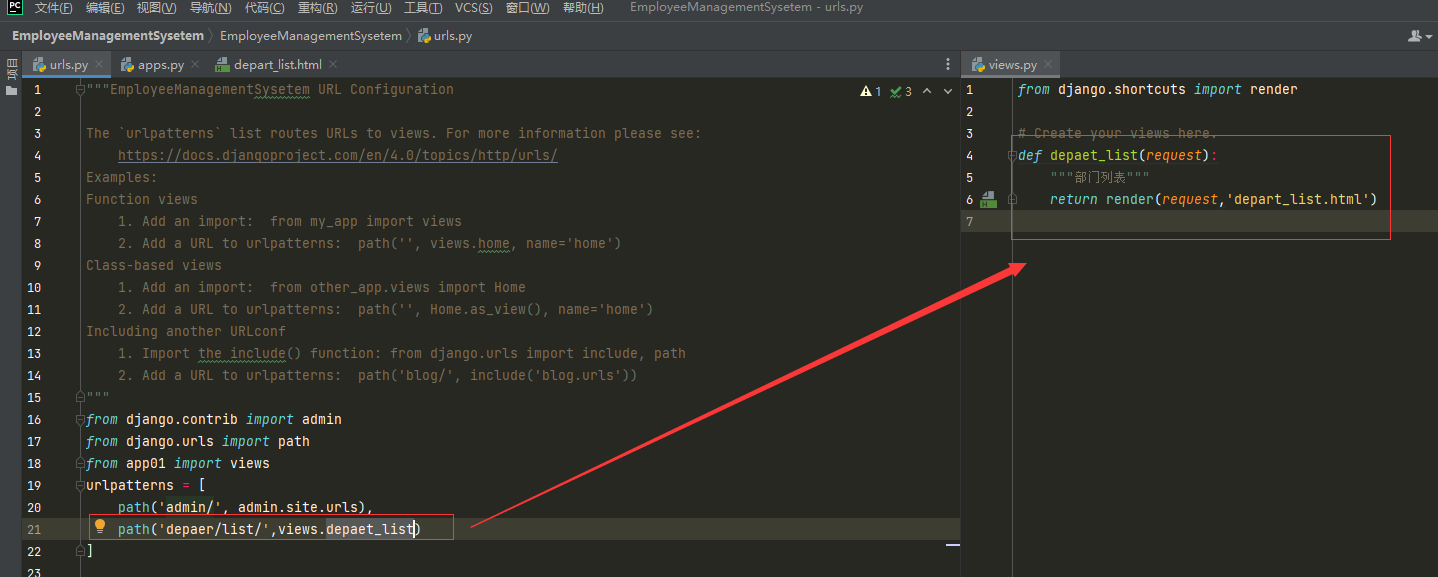 PC 文件(F) 编辑(E) 视图(V) 导航(N) 代码(C) 重构(R) 运行(U) 工具(T) VCS(S) 窗口(W) 帮助(H) EmployeeManagementSysetem - urls.py
EmployeeManagementSysetem EmployeeManagementSysetem urls.py
项目
urls.py apps.py depart_list.html
1 """EmployeeManagementSysetem URL Configuration
1 3
2
3 The `urlpatterns` list routes URLs to views. For more information please see:
4 https://docs.djangoproject.com/en/4.0/topics/http/urls/
5 Examples:
6 Function views
7 1. Add an import:  from my_app import views
8 2. Add a URL to urlpatterns:  path('', views.home, name='home')
9 Class-based views
10 1. Add an import:  from other_app.views import Home
11 2. Add a URL to urlpatterns:  path('', Home.as_view(), name='home')
12 Including another URLconf
13 1. Import the include() function: from django.urls import include, path
14 2. Add a URL to urlpatterns:  path('blog/', include('blog.urls'))
15 """
16 from django.contrib import admin
17 from django.urls import path
18 from app01 import views
19 urlpatterns = [
20 path('admin/', admin.site.urls),
21 path('depaer/list/',views.depaet_list)
22 ]
23
views.py
1 from django.shortcuts import render
2
3 # Create your views here.
4 def depaet_list(request):
5 """部门列表"""
6 return render(request,'depart_list.html')
7